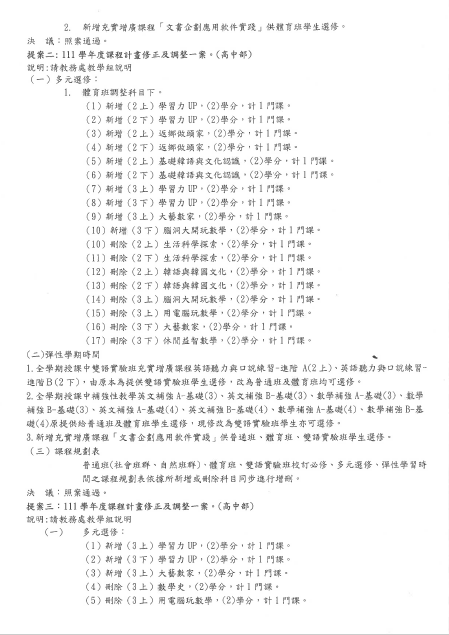 2. 新增充實增廣課程「文書企劃應用軟件實踐」供體育班學生選修。
決 議：照案通過。
提案二：111學年度課程計畫修正及調整一案。(高中部)
說明:請教務處教學組說明
(一) 多元選修：
1. 體育班調整科目下。
(1) 新增 (2上) 學習力UP，(2)學分，計1門課。
(2) 新增 (2下) 學習力UP，(2)學分，計1門課。
(3) 新增 (2上) 返鄉做頭家，(2)學分，計1門課。
(4) 新增 (2下) 返鄉做頭家，(2)學分，計1門課。
(5) 新增 (2上) 基礎韓語與文化認識，(2)學分，計1門課。
(6) 新增 (2下) 基礎韓語與文化認識，(2)學分，計1門課。
(7) 新增 (3上) 學習力UP，(2)學分，計1門課。
(8) 新增 (3下) 學習力UP，(2)學分，計1門課。
(9) 新增 (3上) 大藝數家，(2)學分，計1門課。
(10) 新增 (3下) 腦洞大開玩數學，(2)學分，計1門課。
(10) 刪除 (2上) 生活科學探索，(2)學分，計1門課。
(11) 刪除 (2下) 生活科學探索，(2)學分，計1門課。
(12) 刪除 (2上) 韓語與韓國文化，(2)學分，計1門課。
(13) 刪除 (2下) 韓語與韓國文化，(2)學分，計1門課。
(14) 刪除 (3上) 腦洞大開玩數學，(2)學分，計1門課。
(15) 刪除 (3上) 用電腦玩數學，(2)學分，計1門課。
(16) 刪除 (3下) 大藝數家，(2)學分，計1門課。
(17) 刪除 (3下) 休閒益智數學，(2)學分，計1門課。
(二)彈性學期時間
1.全學期授課中雙語實驗班充實增廣課程英語聽力與口說練習-進階 A(2上)、英語聽力與口說練習-
進階B(2下)，由原本為提供雙語實驗班學生選修，改為普通班及體育班均可選修。
2.全學期授課中補強性教學英文補強A-基礎(3)、英文補強B-基礎(3)、數學補強A-基礎(3)、數學
補強B-基礎(3)、英文補強A-基礎(4)、英文補強B-基礎(4)、數學補強A-基礎(4)、數學補強B-基
礎(4)原提供給普通班及體育班學生選修，現修改為雙語實驗班學生亦可選修。
3.新增充實增廣課程「文書企劃應用軟件實踐」供普通班、體育班、雙語實驗班學生選修。
(三) 課程規劃表
普通班(社會班群、自然班群)、體育班、雙語實驗班校訂必修、多元選修、彈性學習時
間之課程規劃表依據所新增或刪除科目同步進行增刪。
決 議：照案通過。
提案三：111學年度課程計畫修正及調整一案。(高中部)
說明:請教務處教學組說明
(一) 多元選修：
(1) 新增 (3上) 學習力UP，(2)學分，計1門課。
(2) 新增 (3下) 學習力UP，(2)學分，計1門課。
(3) 新增 (3上) 大藝數家，(2)學分，計1門課。
(4) 刪除 (3上) 數學史，(2)學分，計1門課。
(5) 刪除 (3上) 用電腦玩數學，(2)學分，計1門課。